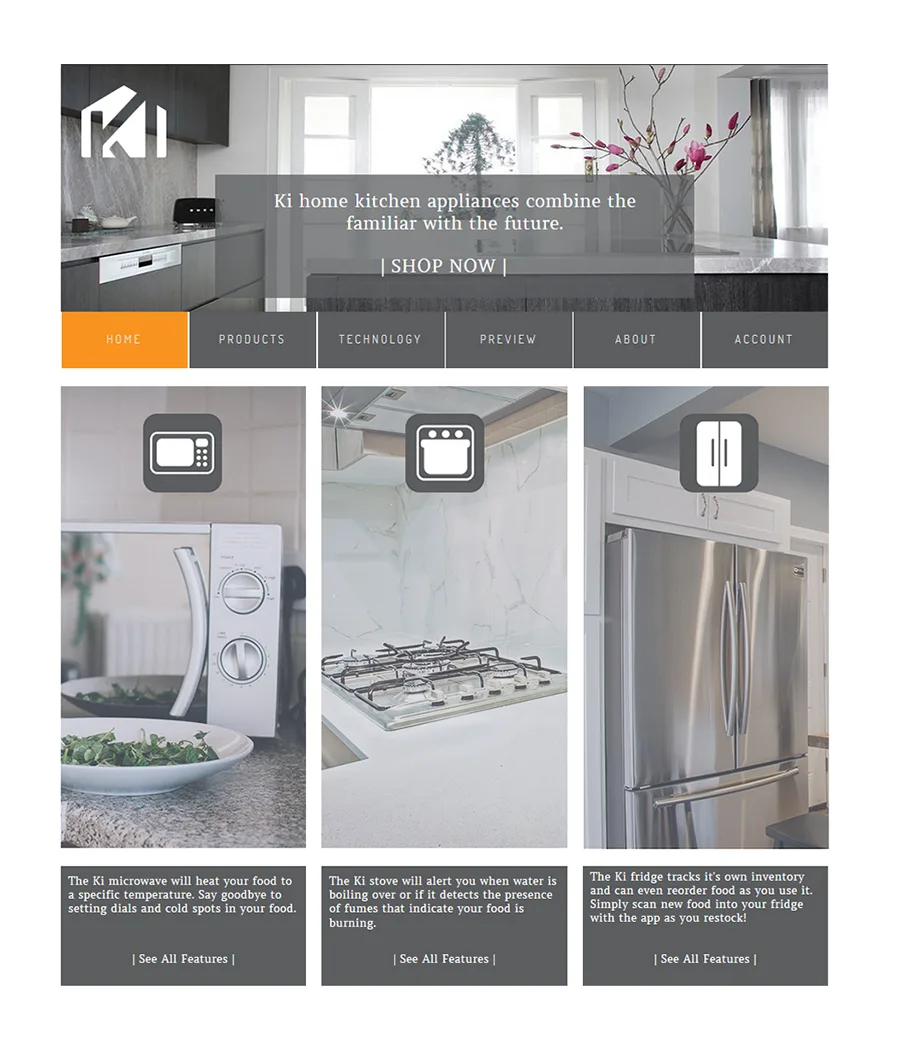 KI
Ki home kitchen appliances combine the
familiar with the future.
| SHOP NOW |
HOME
PRODUCTS
TECHNOLOGY
PREVIEW
ABOUT
ACCOUNT
The Ki microwave will heat your food to
a specific temperature. Say goodbye to
setting dials and cold spots in your food.
| See All Features |
The Ki stove will alert you when water is
boiling over or if it detects the presence
of fumes that indicate your food is
burning.
| See All Features |
The Ki fridge tracks it's own inventory
and can even reorder food as you use it.
Simply scan new food into your fridge
with the app as you restock!
| See All Features |